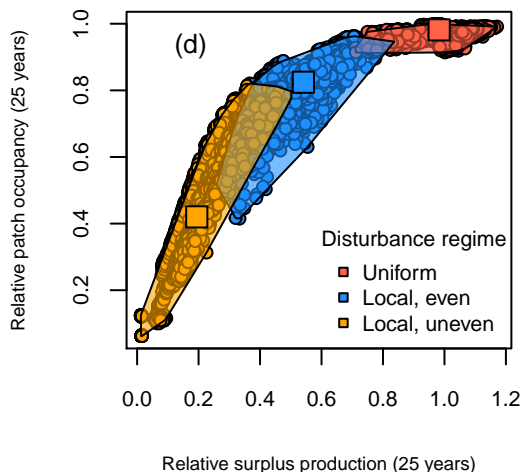 (d)
Relative patch occupancy (25 years)
1.0
0.8
0.6
0.4
0.2
Disturbance regime
Uniform
Local, even
Local, uneven
0.0 0.2 0.4 0.6 0.8 1.0 1.2
Relative surplus production (25 years)